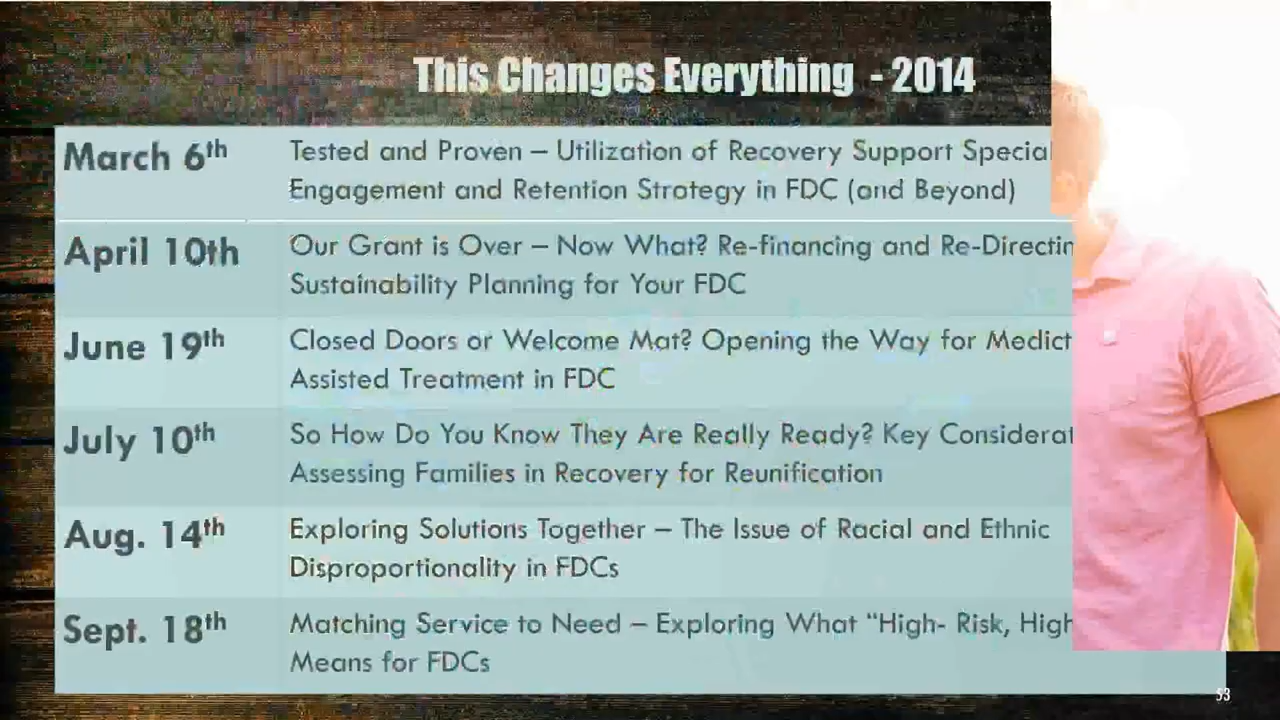 This Changes Everything - 2014
March 6th
Tested and Proven – Utilization of Recovery Support
Engagement and Retention Strategy in FDC (and Beyond)
April 10th
Our Grant is Over – Now What? Re-financing and
Sustainability Planning for Your FDC
June 19th
Closed Doors or Welcome Mat? Opening the Way for
Assisted Treatment in FDC
July 10th
So How Do You Know They Are Really Ready? Key
Assessing Families in Recovery for Reunification
Aug. 14th
Exploring Solutions Together – The Issue of Racial and Ethnic
Disproportionality in FDCs
Sept. 18th
Matching Service to Need – Exploring What “High- Risk, High
Means for FDCs
53